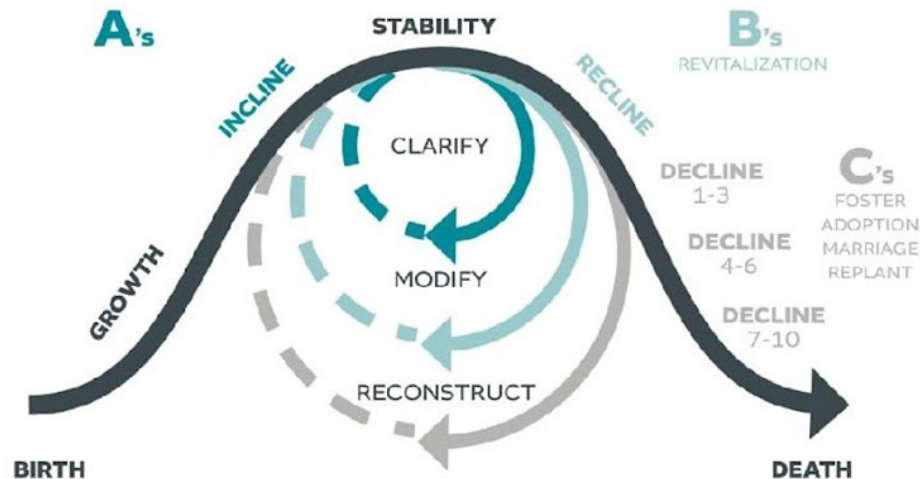 A's
STABILITY
B's
REVITALIZATION
INCLINE
RECLINE
CLARIFY
DECLINE
1-3
C's
FOSTER
ADOPTION
MARRIAGE
REPLANT
DECLINE
4-6
MODIFY
GROWTH
DECLINE
7-10
RECONSTRUCT
BIRTH
DEATH